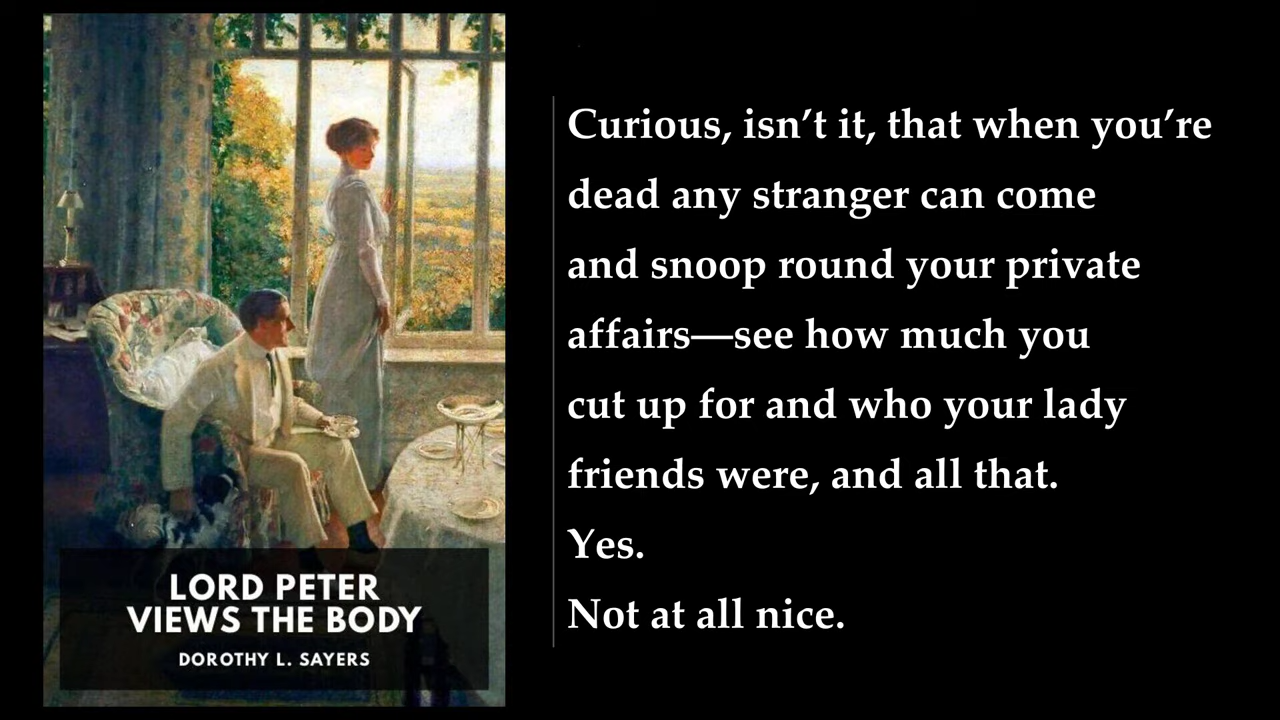 LORD PETER
VIEWS THE BODY
DOROTHY L. SAYERS
Curious, isn’t it, that when you’re
dead any stranger can come
and snoop round your private
affairs—see how much you
cut up for and who your lady
friends were, and all that.
Yes.
Not at all nice.